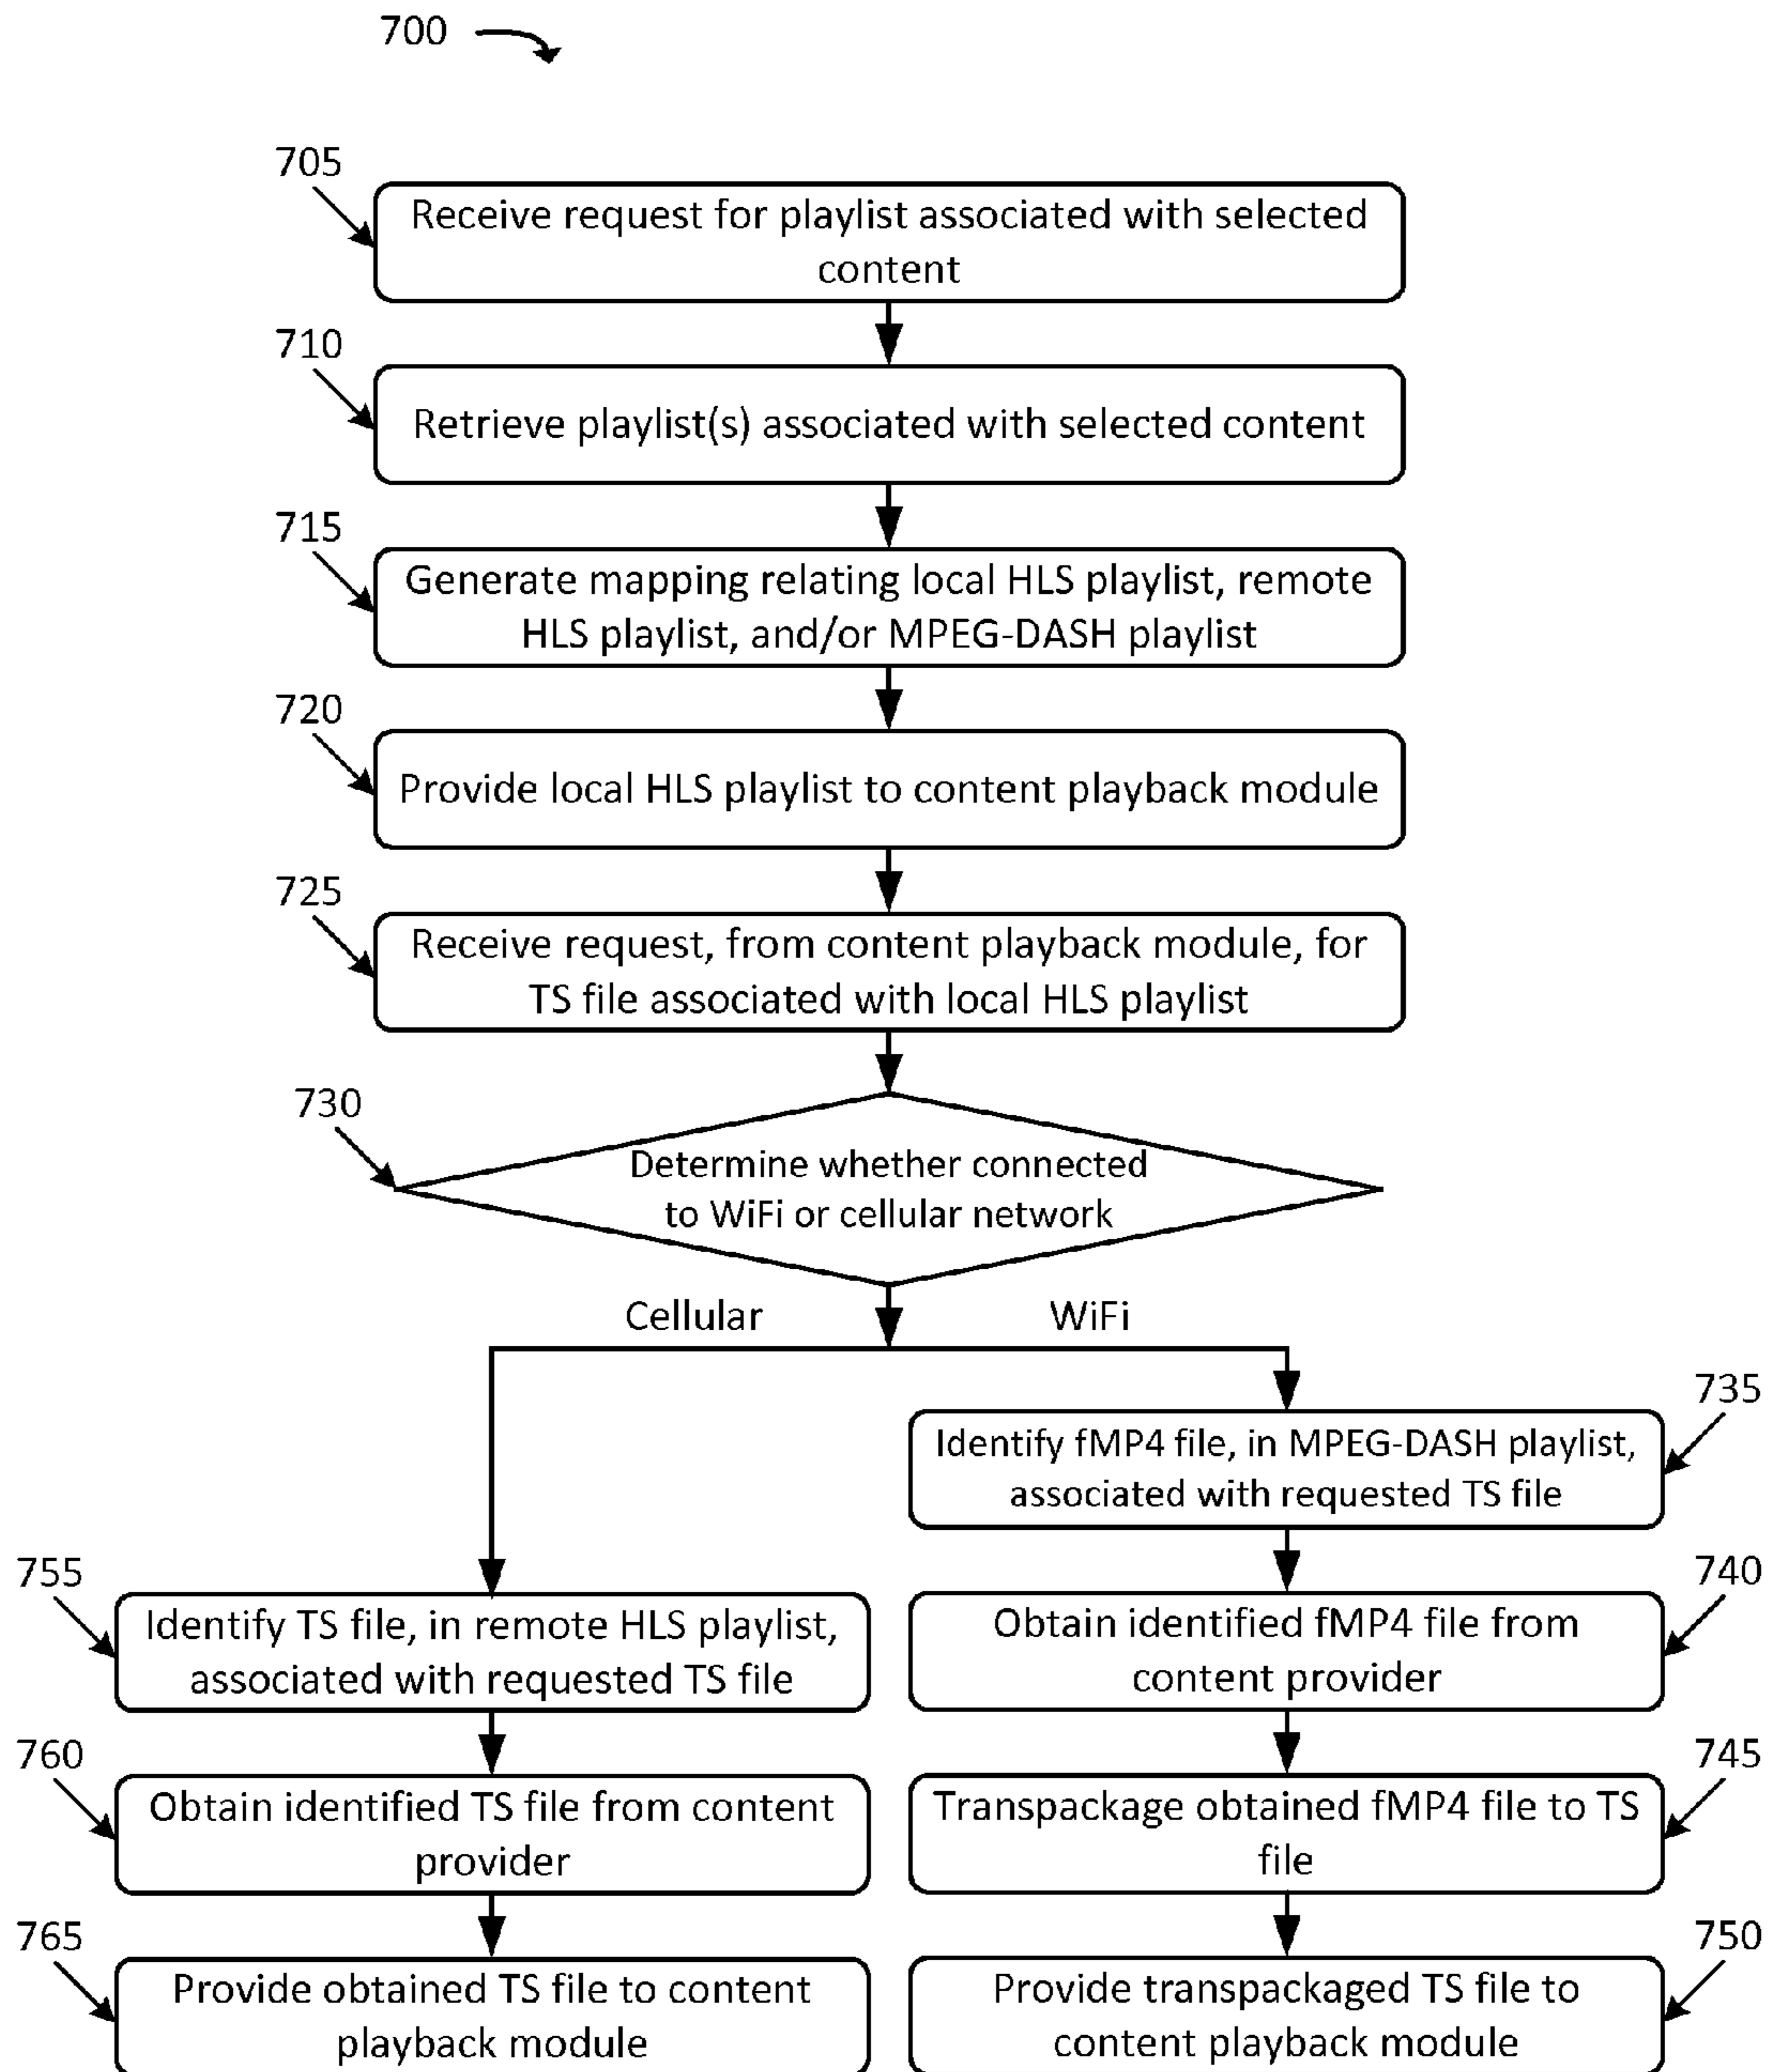 700
705
Receive request for playlist associated with selected
content
710
Retrieve playlist(s) associated with selected content
715
Generate mapping relating local HLS playlist, remote
HLS playlist, and/or MPEG-DASH playlist
720
Provide local HLS playlist to content playback module
725
Receive request, from content playback module, for
TS file associated with local HLS playlist
730
Determine whether connected
to WiFi or cellular network
Cellular
WiFi
735
Identify fMP4 file, in MPEG-DASH playlist,
associated with requested TS file
755
Identify TS file, in remote HLS playlist,
associated with requested TS file
740
Obtain identified fMP4 file from
content provider
760
Obtain identified TS file from content
provider
745
Transpackage obtained fMP4 file to TS
file
765
Provide obtained TS file to content
playback module
750
Provide transpackaged TS file to
content playback module